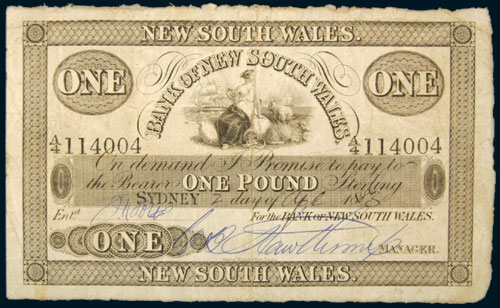 NEW SOUTH WALES.
ONE BANK OF NEW SOUTH WALES. ONE
A/4 114004 A/4 114004
On demand I Promise to pay to
the Bearer ONE POUND Sterling
SYDNEY day of 18
Ent.d For the BANK OF NEW SOUTH WALES.
ONE MANAGER.
NEW SOUTH WALES.